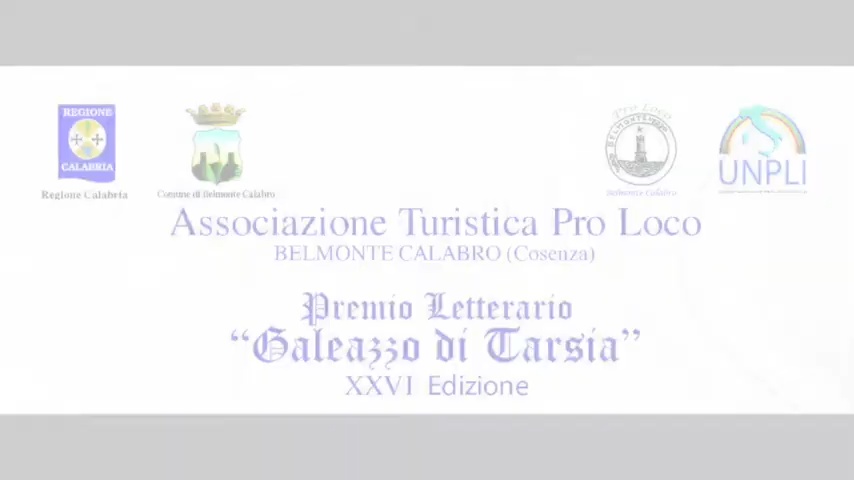 REGIONE
CALABRIA
Regione Calabria
Comune di Belmonte Calabro
Pro Loco
BELMONTE
Belmonte Calabro
UNPLI
Associazione Turistica Pro Loco
BELMONTE CALABRO (Cosenza)
Premio Letterario
“Galeazzo di Tarsia”
XXVI Edizione